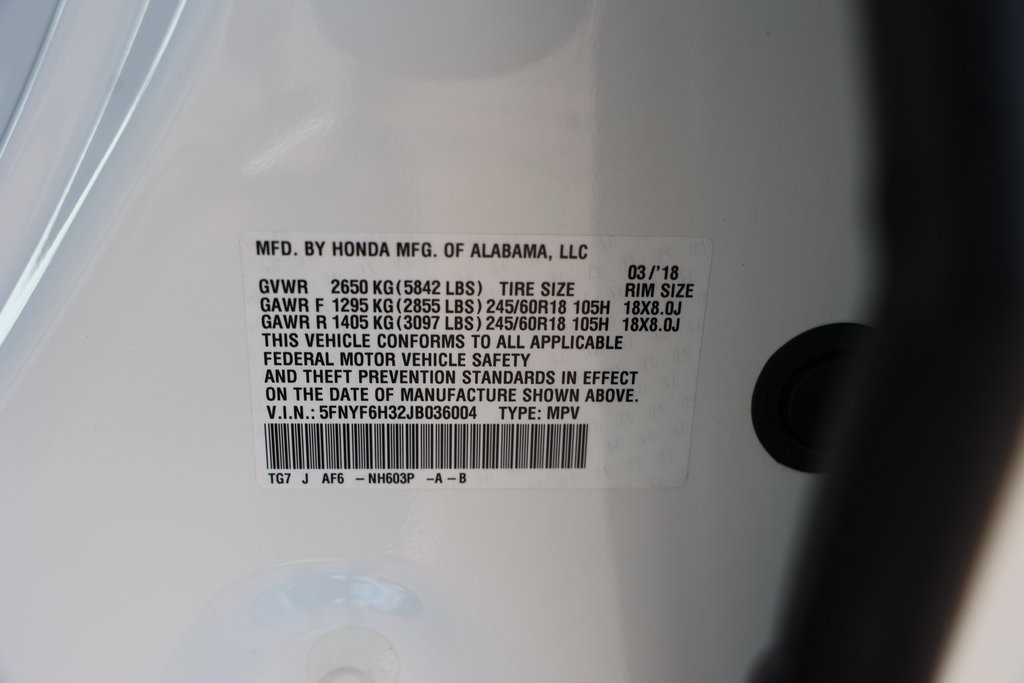 MFD. BY HONDA MFG. OF ALABAMA, LLC
03/'18
GVWR 2650 KG (5842 LBS) TIRE SIZE RIM SIZE
GAWR F 1295 KG (2855 LBS) 245/60R18 105H 18X8.0J
GAWR R 1405 KG (3097 LBS) 245/60R18 105H 18X8.0J
THIS VEHICLE CONFORMS TO ALL APPLICABLE
FEDERAL MOTOR VEHICLE SAFETY
AND THEFT PREVENTION STANDARDS IN EFFECT
ON THE DATE OF MANUFACTURE SHOWN ABOVE.
V.I.N.: 5FNYF6H32JB036004 TYPE: MPV
TG7 J AF6 -NH603P -A-B